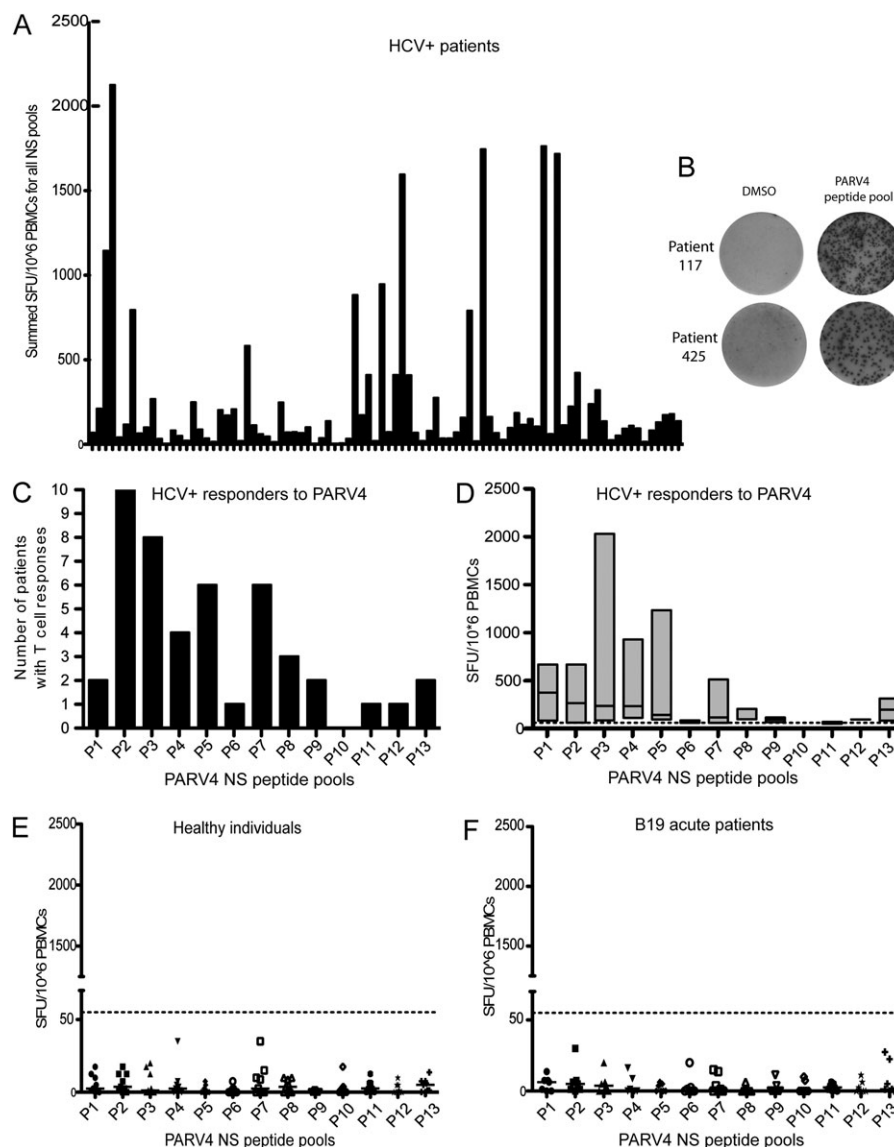 A
HCV+ patients
Summed SFU/10^6 PBMCs for all NS pools
2500
2000
1500
1000
500
0
B
DMSO
PARV4
peptide pool
Patient
117
Patient
425
C
HCV+ responders to PARV4
Number of patients
with T cell responses
10
9
8
7
6
5
4
3
2
1
0
P1 P2 P3 P4 P5 P6 P7 P8 P9 P10 P11 P12 P13
PARV4 NS peptide pools
D
HCV+ responders to PARV4
SFU/10*6 PBMCs
2500
2000
1500
1000
500
0
P1 P2 P3 P4 P5 P6 P7 P8 P9 P10 P11 P12 P13
PARV4 NS peptide pools
E
Healthy individuals
SFU/10^6 PBMCs
2500
2000
1500
50
0
P1 P2 P3 P4 P5 P6 P7 P8 P9 P10 P11 P12 P13
PARV4 NS peptide pools
F
B19 acute patients
SFU/10^6 PBMCs
2500
2000
1500
50
0
P1 P2 P3 P4 P5 P6 P7 P8 P9 P10 P11 P12 P13
PARV4 NS peptide pools